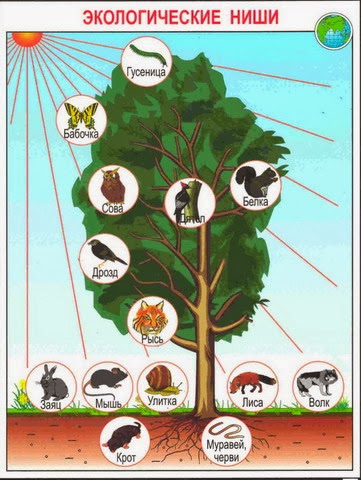 ЭКОЛОГИЧЕСКИЕ НИШИ
Гусеница
Бабочка
Сова
Дятел
Белка
Дрозд
Рысь
Заяц
Мышь
Улитка
Лиса
Волк
Крот
Муравей,
черви